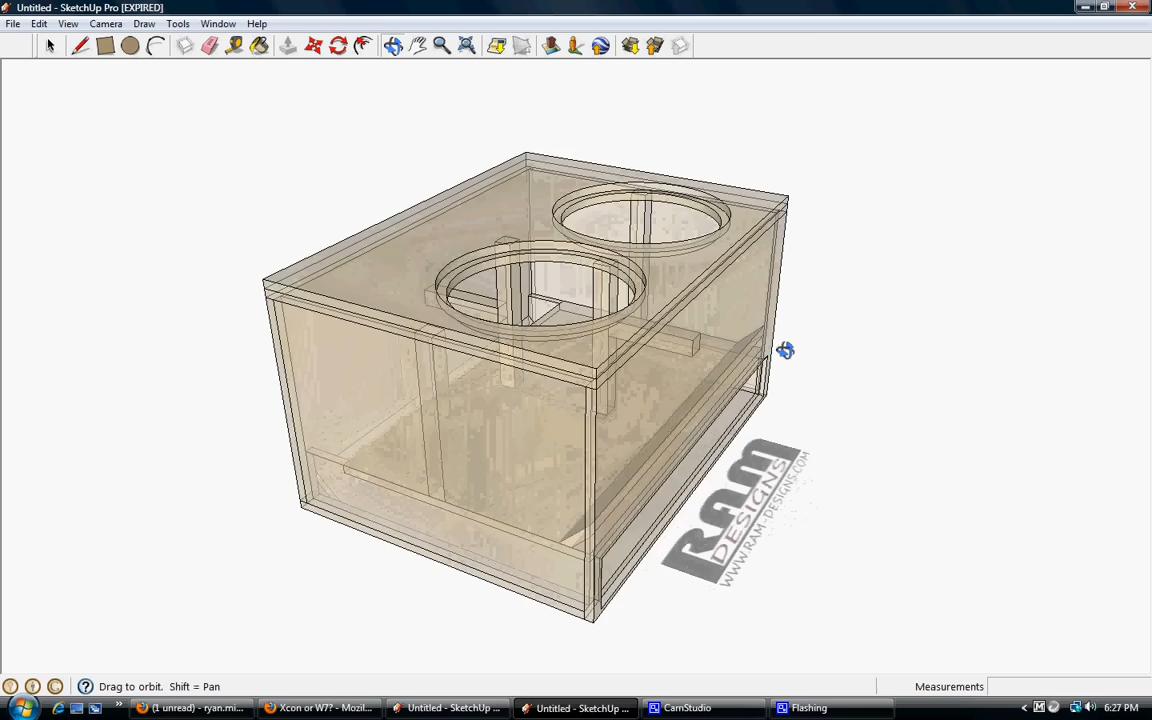 Untitled - SketchUp Pro [EXPIRED]
File Edit View Camera Draw Tools Window Help
RAM
DESIGNS
WWW.RAM-DESIGNS.COM
Drag to orbit. Shift = Pan
Measurements
(1 unread) - ryan.mi...
Xcon or W7? - Mozil...
Untitled - SketchUp ...
Untitled - SketchUp ...
CamStudio
Flashing
6:27 PM